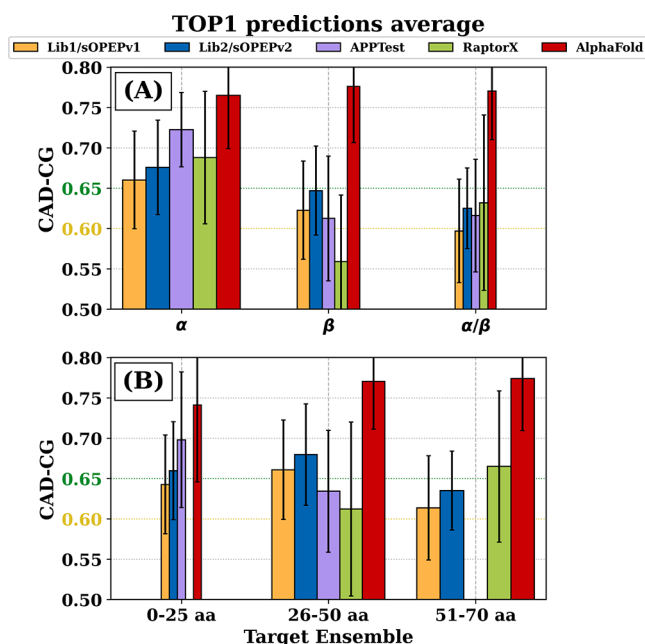 TOP1 predictions average
Lib1/sOPEPv1 Lib2/sOPEPv2 APPTest RaptorX AlphaFold
(A)
CAD-CG
0.80
0.75
0.70
0.65
0.60
0.55
0.50
α β α/β
(B)
CAD-CG
0.80
0.75
0.70
0.65
0.60
0.55
0.50
0-25 aa 26-50 aa 51-70 aa
Target Ensemble